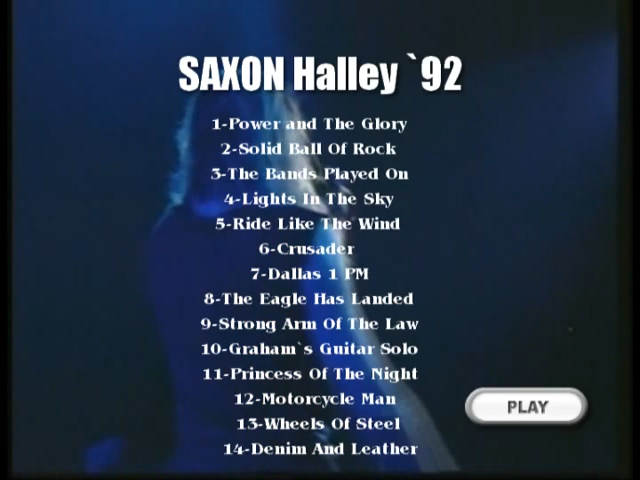 SAXON Halley `92
1-Power and The Glory
2-Solid Ball Of Rock
3-The Bands Played On
4-Lights In The Sky
5-Ride Like The Wind
6-Crusader
7-Dallas 1 PM
8-The Eagle Has Landed
9-Strong Arm Of The Law
10-Graham`s Guitar Solo
11-Princess Of The Night
12-Motorcycle Man
13-Wheels Of Steel
14-Denim And Leather
PLAY